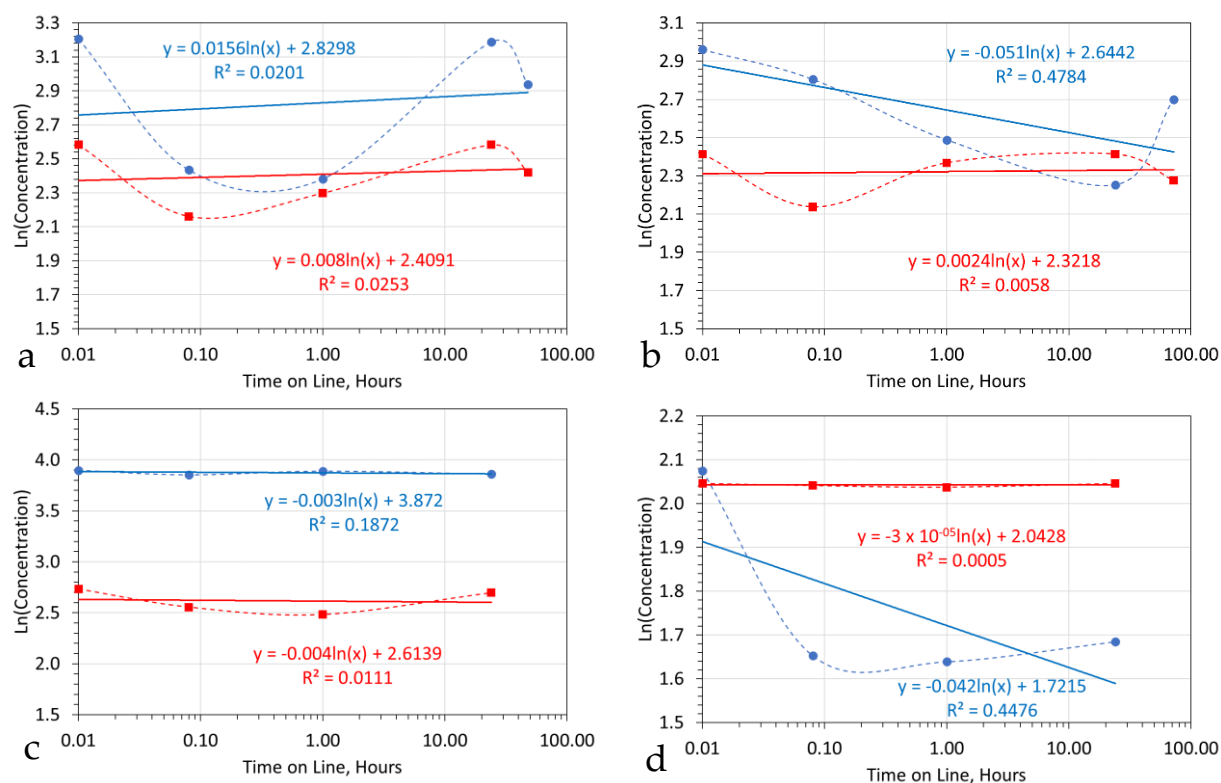 3.3
3.1
2.9
2.7
2.5
2.3
2.1
1.9
1.7
1.5
Ln(Concentration)
y = 0.0156ln(x) + 2.8298
R² = 0.0201
y = 0.008ln(x) + 2.4091
R² = 0.0253
0.01 0.10 1.00 10.00 100.00
Time on Line, Hours
a
3.1
2.9
2.7
2.5
2.3
2.1
1.9
1.7
1.5
Ln(Concentration)
y = -0.051ln(x) + 2.6442
R² = 0.4784
y = 0.0024ln(x) + 2.3218
R² = 0.0058
0.01 0.10 1.00 10.00 100.00
Time on Line, Hours
b
4.5
4.0
3.5
3.0
2.5
2.0
1.5
Ln(Concentration)
y = -0.003ln(x) + 3.872
R² = 0.1872
y = -0.004ln(x) + 2.6139
R² = 0.0111
0.01 0.10 1.00 10.00 100.00
Time on Line, Hours
c
2.2
2.1
2.0
1.9
1.8
1.7
1.6
1.5
Ln(Concentration)
y = -3 x 10⁻⁰⁵ln(x) + 2.0428
R² = 0.0005
y = -0.042ln(x) + 1.7215
R² = 0.4476
0.01 0.10 1.00 10.00 100.00
Time on Line, Hours
d